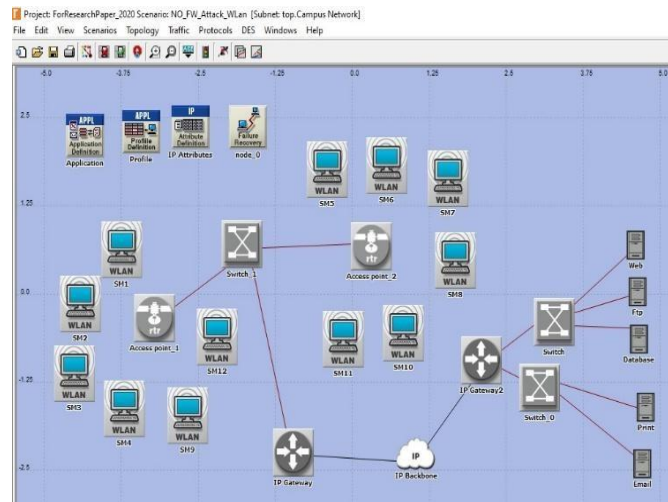 Project: ForResearchPaper_2020 Scenario: NO_FW_Attack_WLan [Subnet: top.Campus Network]
File Edit View Scenarios Topology Traffic Protocols DES Windows Help
-5.0 -3.75 -2.5 -1.25 0.0 1.25 2.5 3.75 5.0
2.5
APPL
Application
Definition
Application
APPL
Profile
Definition
Profile
IP
Attribute
Definition
IP Attributes
Failure
Recovery
node_0
WLAN
SM5
WLAN
SM6
WLAN
SM7
1.25
WLAN
SM1
Switch_1
rtr
Access point_2
WLAN
SM8
Web
0.0
WLAN
SM2
rtr
Access point_1
WLAN
SM12
WLAN
SM11
WLAN
SM10
Switch
Ftp
Database
-1.25
WLAN
SM3
WLAN
SM4
WLAN
SM9
IP Gateway2
Switch_0
Print
-2.5
IP Gateway
IP
IP Backbone
Email